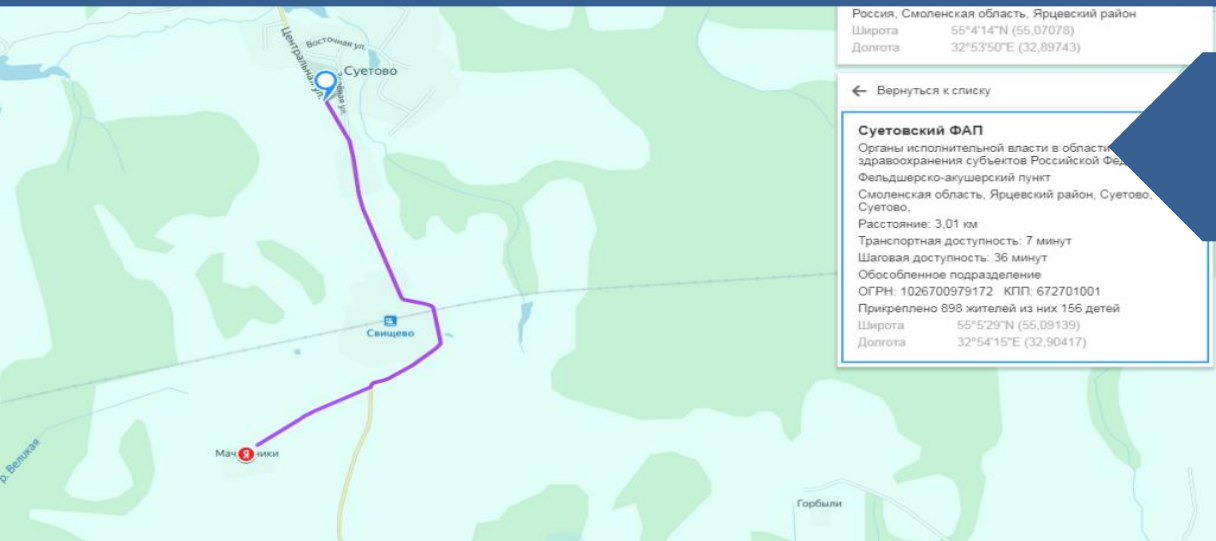 Россия, Смоленская область, Ярцевский район
Широта 55°4'14"N (55,07078)
Долгота 32°53'50"E (32,89743)
Вернуться к списку
Суетовский ФАП
Органы исполнительной власти в области
здравоохранения субъектов Российской
Фельдшерско-акушерский пункт
Смоленская область, Ярцевский район, Суетово,
Суетово,
Расстояние: 3,01 км
Транспортная доступность: 7 минут
Шаговая доступность: 36 минут
Обособленное подразделение
ОГРН: 1026700979172 КПП: 672701001
Прикреплено 898 жителей из них 156 детей
Широта 55°5'29"N (55,09139)
Долгота 32°54'15"E (32,90417)
Восточная ул.
Центральная ул.
Суетово
Свищево
р. Великая
Я
Горбыли